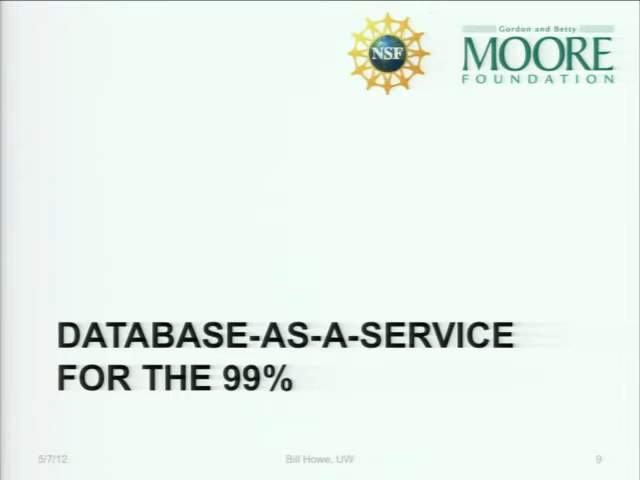 NSF
Gordon and Betty
MOORE
FOUNDATION
DATABASE-AS-A-SERVICE
FOR THE 99%
5/7/12
Bill Howe, UW
9